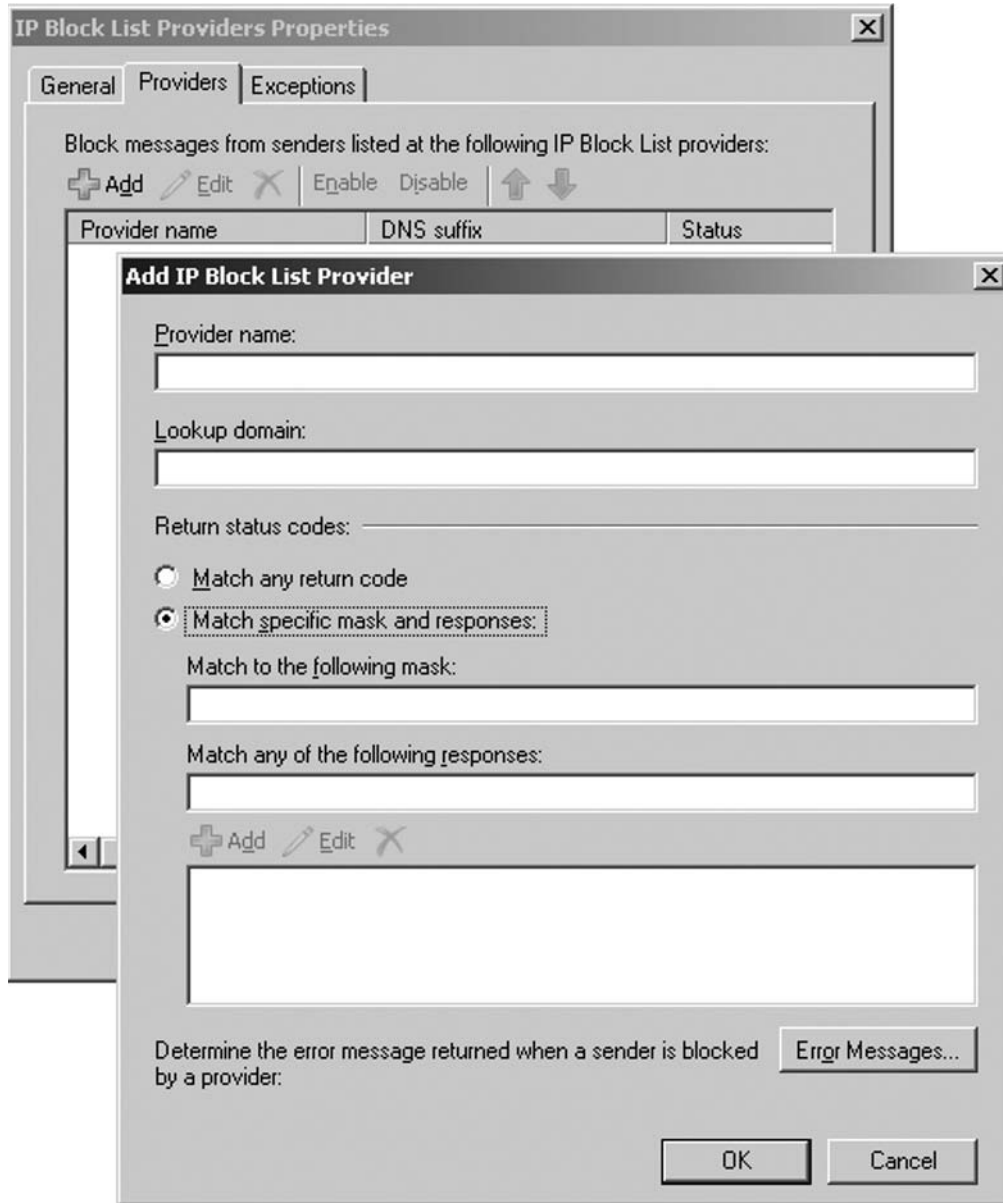 IP Block List Providers Properties
General Providers Exceptions
Block messages from senders listed at the following IP Block List providers:
Add Edit Enable Disable
Provider name DNS suffix Status
Add IP Block List Provider
Provider name:
Lookup domain:
Return status codes:
Match any return code
Match specific mask and responses:
Match to the following mask:
Match any of the following responses:
Add Edit
Determine the error message returned when a sender is blocked
by a provider:
Error Messages...
OK Cancel